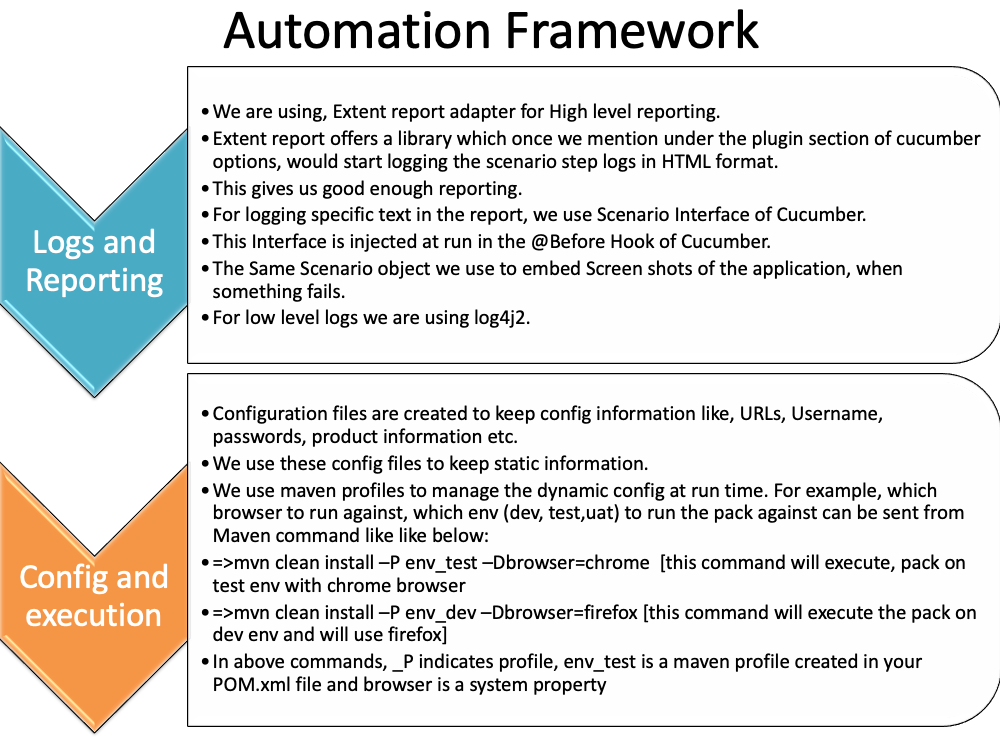 Automation Framework
Logs and
Reporting
•We are using, Extent report adapter for High level reporting.
•Extent report offers a library which once we mention under the plugin section of cucumber
options, would start logging the scenario step logs in HTML format.
•This gives us good enough reporting.
•For logging specific text in the report, we use Scenario Interface of Cucumber.
•This Interface is injected at run in the @Before Hook of Cucumber.
•The Same Scenario object we use to embed Screen shots of the application, when
something fails.
•For low level logs we are using log4j2.
Config and
execution
•Configuration files are created to keep config information like, URLs, Username,
passwords, product information etc.
•We use these config files to keep static information.
•We use maven profiles to manage the dynamic config at run time. For example, which
browser to run against, which env (dev, test,uat) to run the pack against can be sent from
Maven command like like below:
•=>mvn clean install –P env_test –Dbrowser=chrome  [this command will execute, pack on
test env with chrome browser
•=>mvn clean install –P env_dev –Dbrowser=firefox [this command will execute the pack on
dev env and will use firefox]
•In above commands, _P indicates profile, env_test is a maven profile created in your
POM.xml file and browser is a system property